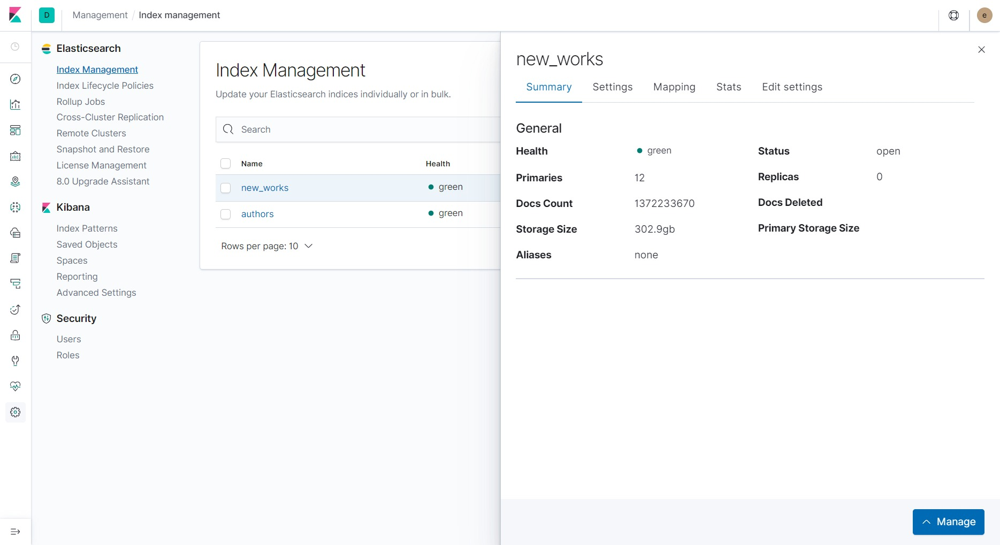 D Management / Index management e
Elasticsearch
Index Management
Index Lifecycle Policies
Rollup Jobs
Cross-Cluster Replication
Remote Clusters
Snapshot and Restore
License Management
8.0 Upgrade Assistant
Kibana
Index Patterns
Saved Objects
Spaces
Reporting
Advanced Settings
Security
Users
Roles
Index Management
Update your Elasticsearch indices individually or in bulk.
Search
Name Health
new_works green
authors green
Rows per page: 10
new_works
Summary Settings Mapping Stats Edit settings
General
Health green Status open
Primaries 12 Replicas 0
Docs Count 1372233670 Docs Deleted
Storage Size 302.9gb Primary Storage Size
Aliases none
Manage